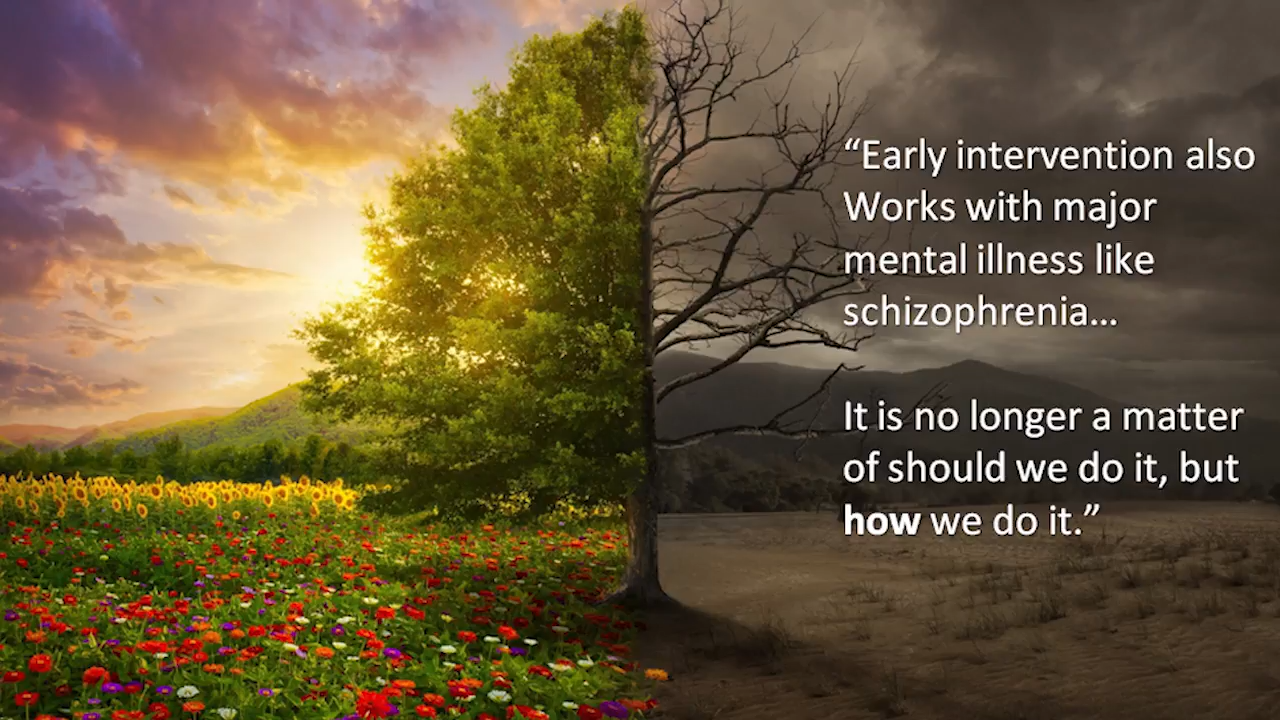 “Early intervention also
Works with major
mental illness like
schizophrenia…
It is no longer a matter
of should we do it, but
how we do it.”